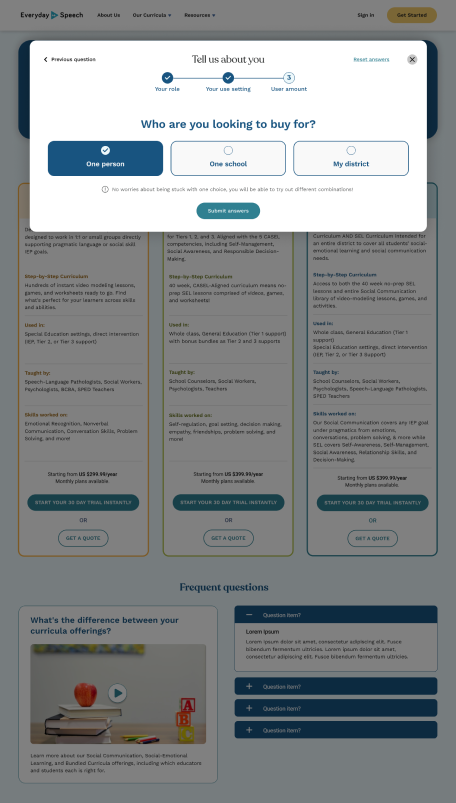 Everyday Speech
About Us
Our Curricula
Resources
Sign In
Get Started
Previous question
Tell us about you
Reset answers
3
Your role
Your use setting
User amount
Who are you looking to buy for?
One person
One school
My district
No worries about being stuck with one choice, you will be able to try out different combinations!
Submit answers
designed to work in 1:1 or small groups directly
supporting pragmatic language or social skill
IEP goals.
Step-by-Step Curriculum
Hundreds of instant video modeling lessons,
games, and worksheets ready to go. Find
what's perfect for your learners across skills
and abilities.
Used in:
Special Education settings, direct intervention
(IEP, Tier 2, or Tier 3 support)
Taught by:
Speech-Language Pathologists, Social Workers,
Psychologists, BCBA, SPED Teachers
Skills worked on:
Emotional Recognition, Nonverbal
Communication, Conversation Skills, Problem
Solving, and more!
Starting from US $299.99/year
Monthly plans available.
START YOUR 30 DAY TRIAL INSTANTLY
OR
GET A QUOTE
for Tiers 1, 2, and 3. Aligned with the 5 CASEL
competencies, including Self-Management,
Social Awareness, and Responsible Decision-
Making.
Step-by-Step Curriculum
40 week, CASEL-Aligned curriculum means no-
prep SEL lessons comprised of videos, games,
and worksheets!
Used in:
Whole class, General Education (Tier 1 support)
with bonus bundles as Tier 2 and 3 supports
Taught by:
School Counselors, Social Workers,
Psychologists, Teachers
Skills worked on:
Self-regulation, goal setting, decision making,
empathy, friendships, problem solving, and
more!
Starting from US $299.99/year
Monthly plans available.
START YOUR 30 DAY TRIAL INSTANTLY
OR
GET A QUOTE
Curriculum AND SEL Curriculum. Intended for
an entire district to cover all students' social-
emotional learning and social communication
needs.
Step-by-Step Curriculum
Access to both the 40 week no-prep SEL
lessons and entire Social Communication
library of video-modeling lessons, games, and
activities.
Used in:
Whole class, General Education (Tier 1
support)
Special Education settings, direct intervention
(IEP, Tier 2, or Tier 3 support)
Taught by:
School Counselors, Social Workers,
Psychologists, Speech-Language Pathologists,
SPED Teachers
Skills worked on:
Our Social Communication covers any IEP goal
under pragmatics from emotions,
conversations, problem solving, & more while
SEL covers Self-Awareness, Self-Management,
Social Awareness, Relationship Skills, and
Decision-Making
Starting from US $399.99/year
Monthly plans available.
START YOUR 30 DAY TRIAL INSTANTLY
OR
GET A QUOTE
Frequent questions
What's the difference between your
curricula offerings?
A
B
Learn more about our Social Communication, Social-Emotional
Learning, and Bundled Curricula offerings, including which educators
and students each is right for.
Question item?
Lorem ipsum
Lorem ipsum dolor sit amet, consectetur adipiscing elit. Fusce
bibendum fermentum ultricies. Lorem ipsum dolor sit amet,
consectetur adipiscing elit. Fusce bibendum fermentum ultricies.
Question item?
Question item?
Question item?